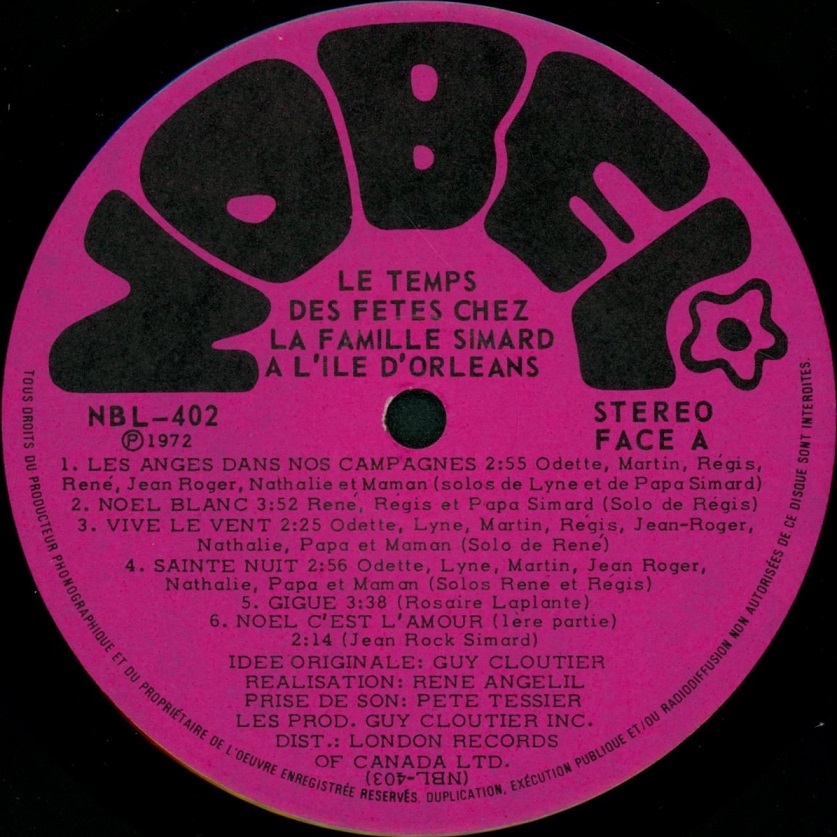 NOBEL
LE TEMPS
DES FETES CHEZ
LA FAMILLE SIMARD
A L'ILE D'ORLEANS
NBL-402
Ⓟ1972
STEREO
FACE A
1. LES ANGES DANS NOS CAMPAGNES 2:55 Odette, Martin, Régis,
René, Jean Roger, Nathalie et Maman (solos de Lyne et de Papa Simard)
2. NOEL BLANC 3:52 René, Régis et Papa Simard (Solo de Régis)
3. VIVE LE VENT 2:25 Odette, Lyne, Martin, Régis, Jean-Roger,
Nathalie, Papa et Maman (Solo de René)
4. SAINTE NUIT 2:56 Odette, Lyne, Martin, Jean Roger,
Nathalie, Papa et Maman (Solos René et Régis)
5. GIGUE 3:38 (Rosaire Laplante)
6. NOEL C'EST L'AMOUR (1ère partie)
2:14 (Jean Rock Simard)
IDEE ORIGINALE: GUY CLOUTIER
REALISATION: RENE ANGELIL
PRISE DE SON: PETE TESSIER
LES PROD. GUY CLOUTIER INC.
DIST.: LONDON RECORDS
OF CANADA LTD.
(NBL-403)
TOUS DROITS DU PRODUCTEUR PHONOGRAPHIQUE ET DU PROPRIÉTAIRE DE L'OEUVRE ENREGISTRÉE RESERVÉS. DUPLICATION, EXÉCUTION PUBLIQUE ET/OU RADIODIFFUSION NON AUTORISÉES DE CE DISQUE SONT INTERDITES.